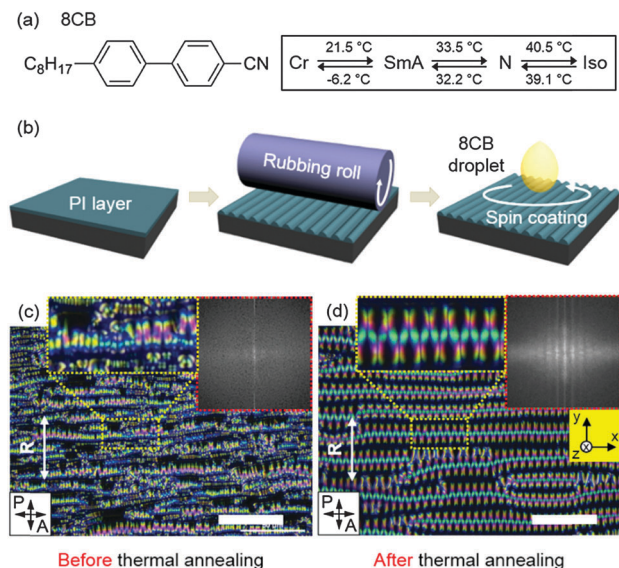 (a) 8CB
C8H17
CN
21.5 °C 33.5 °C 40.5 °C
Cr SmA N Iso
-6.2 °C 32.2 °C 39.1 °C
(b)
PI layer
Rubbing roll
8CB
droplet
Spin coating
(c)
R
P
A
(d)
R
y
z
x
P
A
Before thermal annealing
After thermal annealing